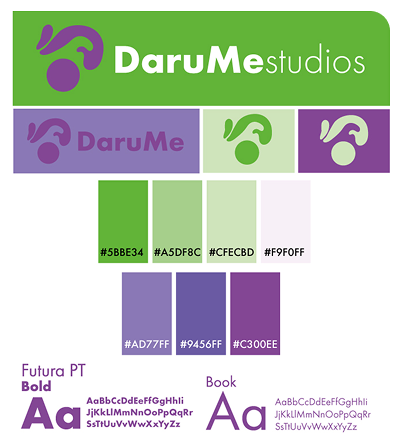 DaruMestudios
DaruMe
#5BBE34 #A5DF8C #CFECBD #F9F0FF
#AD77FF #9456FF #C300EE
Futura PT
Bold
Aa
AaBbCcDdEeFfGgHhIi
JjKkLlMmNnOoPpQqRr
SsTtUuVvWwXxYyZz
Book
Aa
AaBbCcDdEeFfGgHhIi
JjKkLlMmNnOoPpQqRr
SsTtUuVvWwXxYyZz